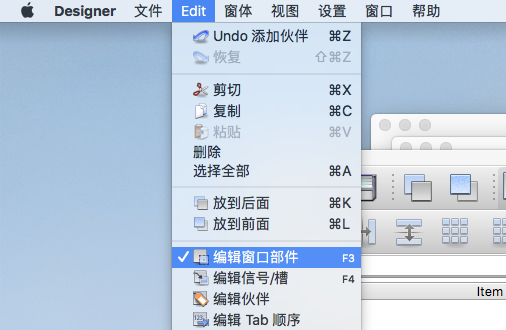 Designer 文件 Edit 窗体 视图 设置 窗口 帮助
Undo 添加伙伴 ⌘Z
恢复 ⇧⌘Z
剪切 ⌘X
复制 ⌘C
粘贴 ⌘V
删除
选择全部 ⌘A
放到后面 ⌘K
放到前面 ⌘L
✓ 编辑窗口部件 F3
编辑信号/槽 F4
编辑伙伴
编辑 Tab 顺序
Item